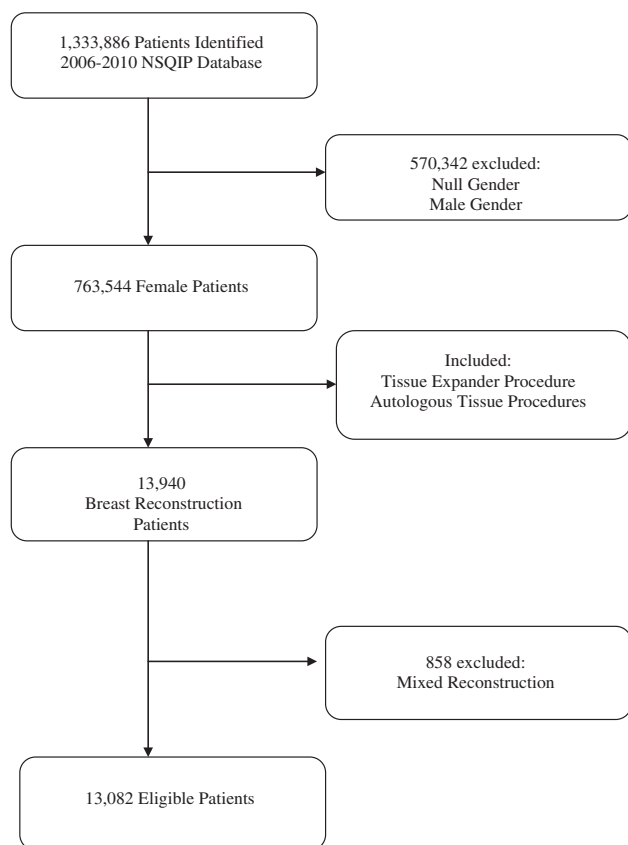 1,333,886 Patients Identified
2006-2010 NSQIP Database
570,342 excluded:
Null Gender
Male Gender
763,544 Female Patients
Included:
Tissue Expander Procedure
Autologous Tissue Procedures
13,940
Breast Reconstruction
Patients
858 excluded:
Mixed Reconstruction
13,082 Eligible Patients